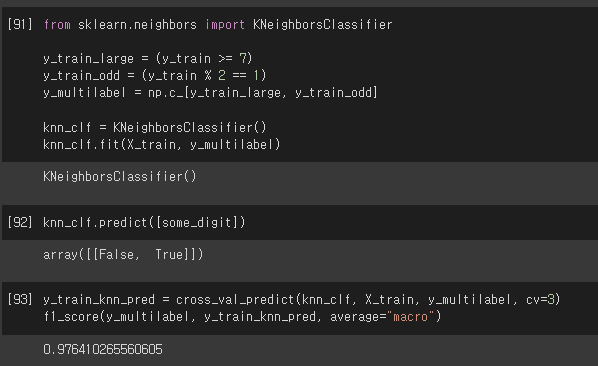 [91] from sklearn.neighbors import KNeighborsClassifier
y_train_large = (y_train >= 7)
y_train_odd = (y_train % 2 == 1)
y_multilabel = np.c_[y_train_large, y_train_odd]
knn_clf = KNeighborsClassifier()
knn_clf.fit(X_train, y_multilabel)
KNeighborsClassifier()
[92] knn_clf.predict([some_digit])
array([[False,  True]])
[93] y_train_knn_pred = cross_val_predict(knn_clf, X_train, y_multilabel, cv=3)
f1_score(y_multilabel, y_train_knn_pred, average="macro")
0.976410265560605